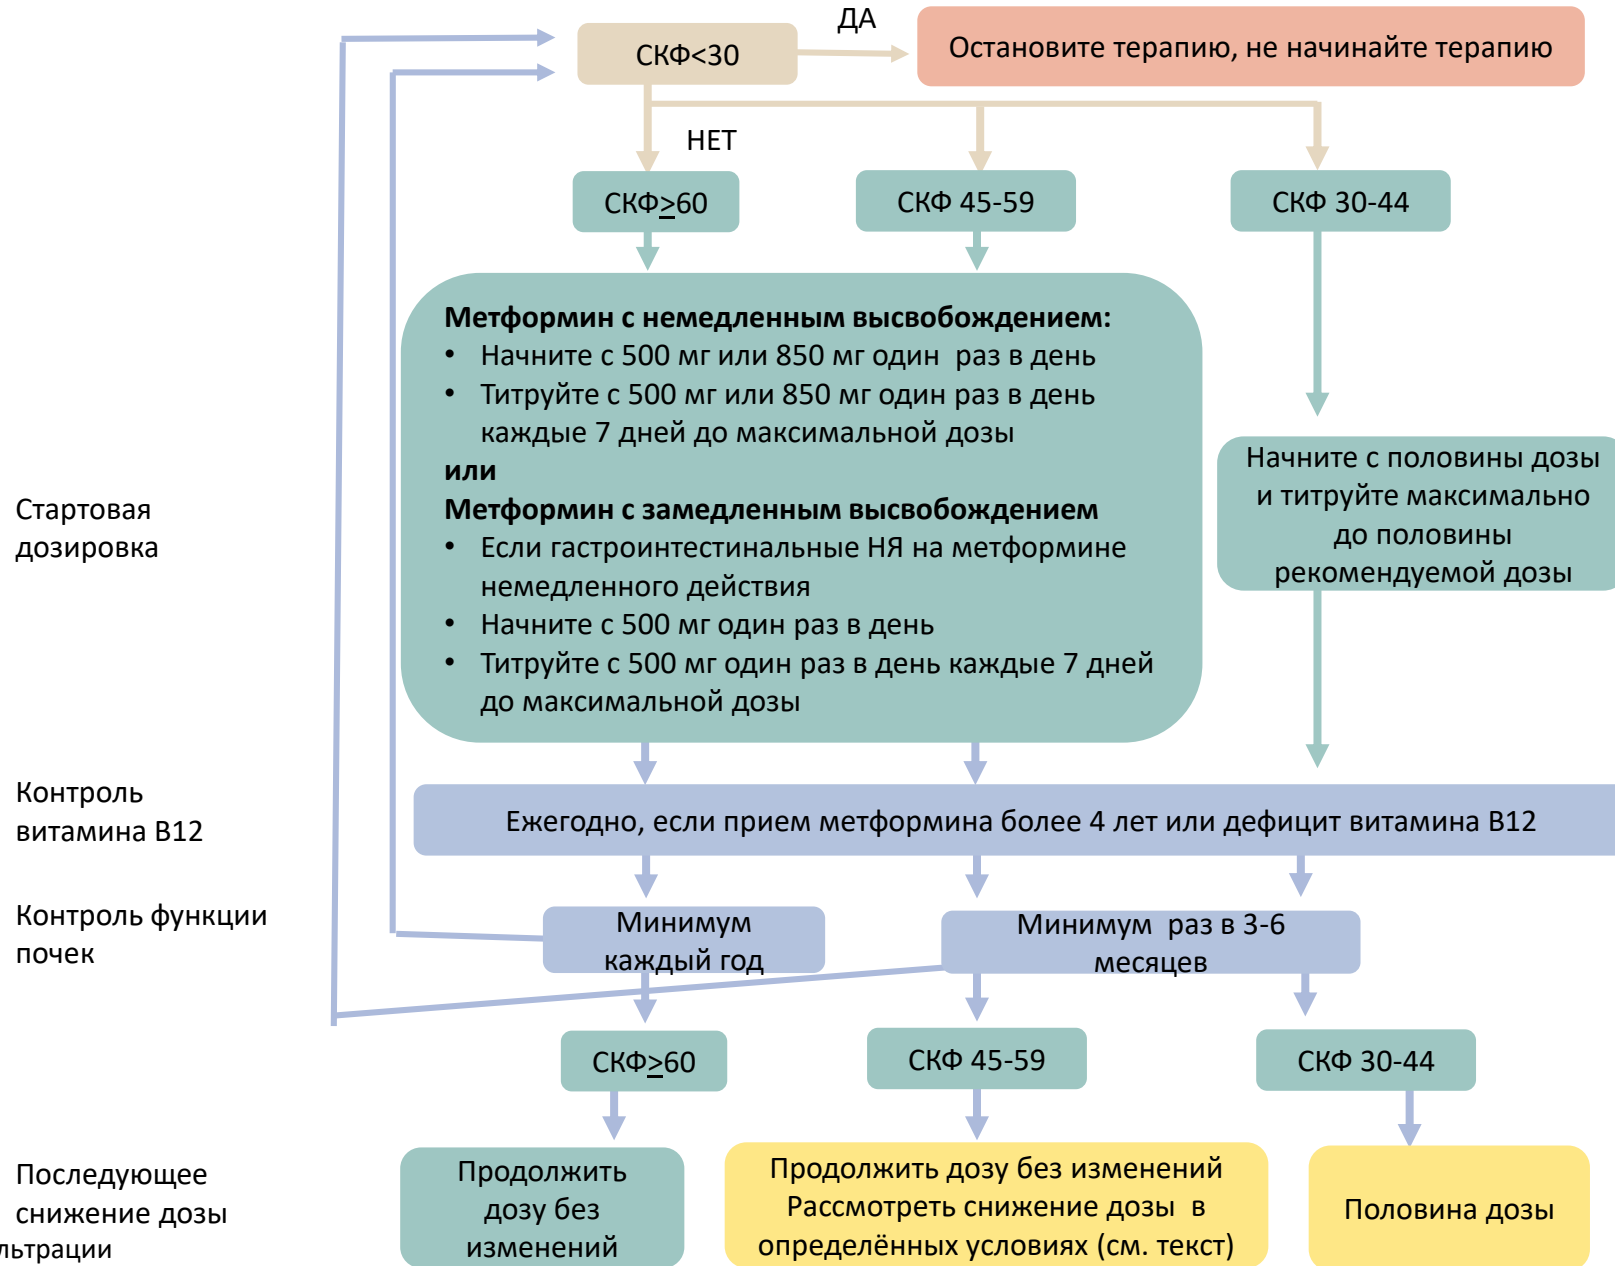 ДА
СКФ<30
Остановите терапию, не начинайте терапию
НЕТ
СКФ≥60
СКФ 45-59
СКФ 30-44
Метформин с немедленным высвобождением:
• Начните с 500 мг или 850 мг один раз в день
• Титруйте с 500 мг или 850 мг один раз в день
каждые 7 дней до максимальной дозы
или
Метформин с замедленным высвобождением
• Если гастроинтестинальные НЯ на метформине
немедленного действия
• Начните с 500 мг один раз в день
• Титруйте с 500 мг один раз в день каждые 7 дней
до максимальной дозы
Начните с половины дозы
и титруйте максимально
до половины
рекомендуемой дозы
Стартовая
дозировка
Контроль
витамина В12
Ежегодно, если прием метформина более 4 лет или дефицит витамина В12
Контроль функции
почек
Минимум
каждый год
Минимум раз в 3-6
месяцев
СКФ≥60
СКФ 45-59
СКФ 30-44
Последующее
снижение дозы
льтрации
Продолжить
дозу без
изменений
Продолжить дозу без изменений
Рассмотреть снижение дозы в
определённых условиях (см. текст)
Половина дозы